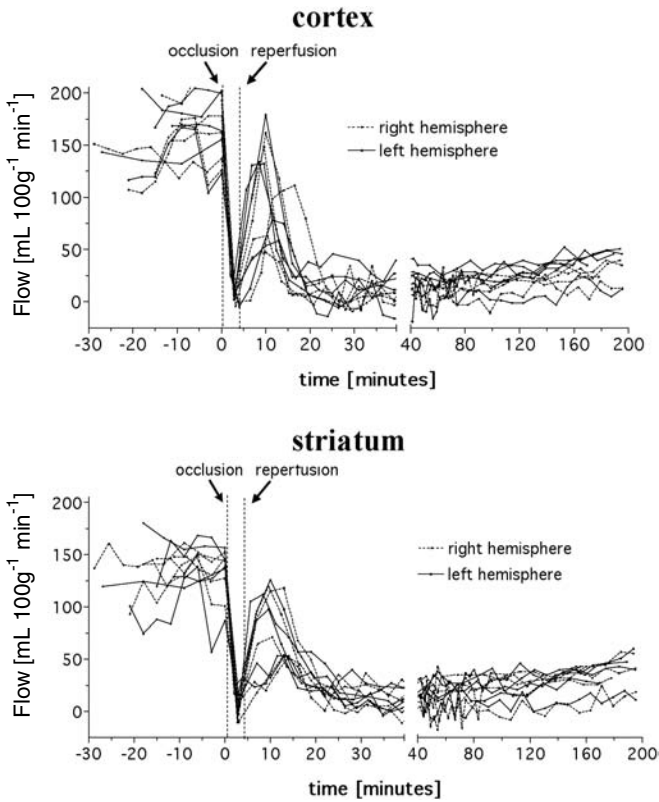 cortex
occlusion reperfusion
Flow [mL 100g⁻¹ min⁻¹]
200
150
100
50
0
right hemisphere
left hemisphere
-30 -20 -10 0 10 20 30 40 80 120 160 200
time [minutes]
striatum
occlusion repertusion
Flow [mL 100g⁻¹ min⁻¹]
200
150
100
50
0
right hemisphere
left hemisphere
-30 -20 -10 0 10 20 30 40 80 120 160 200
time [minutes]